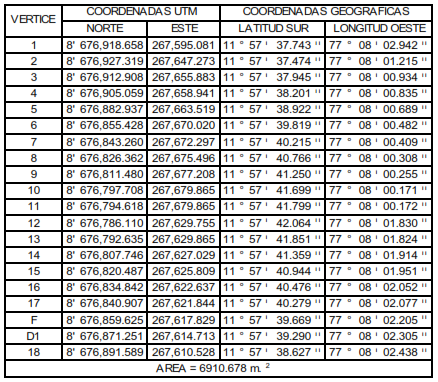 VERTICE COORDENADAS UTM COORDENADAS GEOGRAFICAS
NORTE ESTE LATITUD SUR LONGITUD OESTE
1 8' 676,918.658 267,595.081 11 ° 57 ' 37.743 " 77 ° 08 ' 02.942 "
2 8' 676,927.319 267,647.273 11 ° 57 ' 37.474 " 77 ° 08 ' 01.215 "
3 8' 676,912.908 267,655.883 11 ° 57 ' 37.945 " 77 ° 08 ' 00.934 "
4 8' 676,905.059 267,658.941 11 ° 57 ' 38.201 " 77 ° 08 ' 00.835 "
5 8' 676,882.937 267,663.519 11 ° 57 ' 38.922 " 77 ° 08 ' 00.689 "
6 8' 676,855.428 267,670.020 11 ° 57 ' 39.819 " 77 ° 08 ' 00.482 "
7 8' 676,843.260 267,672.297 11 ° 57 ' 40.215 " 77 ° 08 ' 00.409 "
8 8' 676,826.362 267,675.496 11 ° 57 ' 40.766 " 77 ° 08 ' 00.308 "
9 8' 676,811.480 267,677.208 11 ° 57 ' 41.250 " 77 ° 08 ' 00.255 "
10 8' 676,797.708 267,679.865 11 ° 57 ' 41.699 " 77 ° 08 ' 00.171 "
11 8' 676,794.618 267,679.865 11 ° 57 ' 41.799 " 77 ° 08 ' 00.172 "
12 8' 676,786.110 267,629.755 11 ° 57 ' 42.064 " 77 ° 08 ' 01.830 "
13 8' 676,792.635 267,629.865 11 ° 57 ' 41.851 " 77 ° 08 ' 01.824 "
14 8' 676,807.746 267,627.029 11 ° 57 ' 41.359 " 77 ° 08 ' 01.914 "
15 8' 676,820.487 267,625.809 11 ° 57 ' 40.944 " 77 ° 08 ' 01.951 "
16 8' 676,834.842 267,622.637 11 ° 57 ' 40.476 " 77 ° 08 ' 02.052 "
17 8' 676,840.907 267,621.844 11 ° 57 ' 40.279 " 77 ° 08 ' 02.077 "
F 8' 676,859.625 267,617.829 11 ° 57 ' 39.669 " 77 ° 08 ' 02.205 "
D1 8' 676,871.251 267,614.713 11 ° 57 ' 39.290 " 77 ° 08 ' 02.305 "
18 8' 676,891.589 267,610.528 11 ° 57 ' 38.627 " 77 ° 08 ' 02.438 "
AREA = 6910.678 m. ²